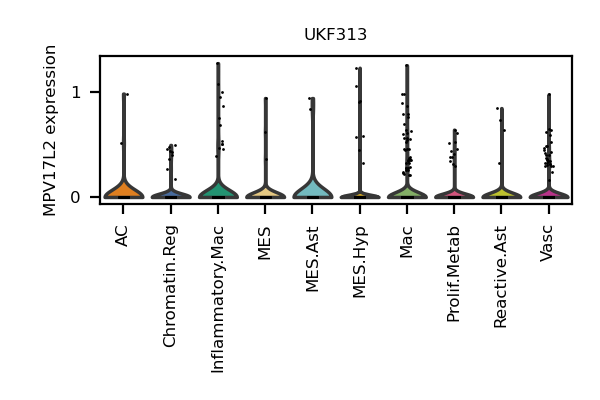 UKF313
MPV17L2 expression
1
0
AC
Chromatin.Reg
Inflammatory.Mac
MES
MES.Ast
MES.Hyp
Mac
Prolif.Metab
Reactive.Ast
Vasc